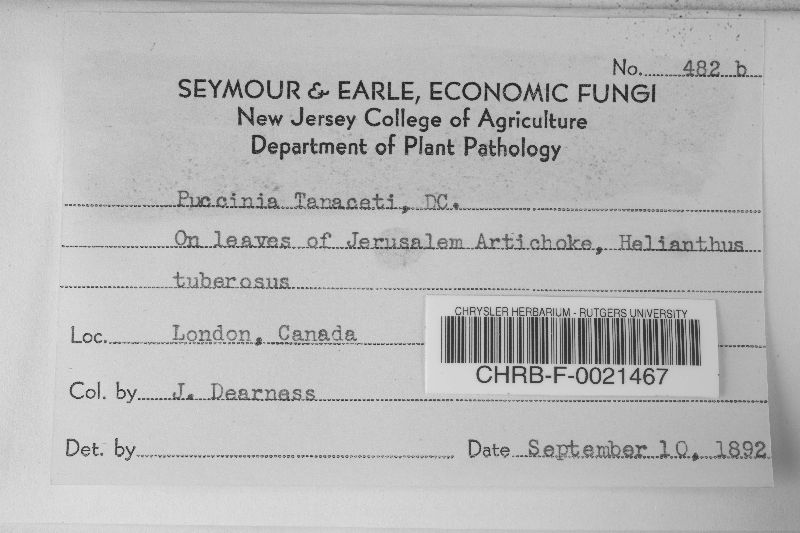 No. 482 b
SEYMOUR & EARLE, ECONOMIC FUNGI
New Jersey College of Agriculture
Department of Plant Pathology
Puccinia Tanaceti, DC.
On leaves of Jerusalem Artichoke, Helianthus
tuberosus
Loc. London, Canada
CHRYSLER HERBARIUM - RUTGERS UNIVERSITY
CHRB-F-0021467
Col. by J. Dearness
Det. by
Date September 10, 1892